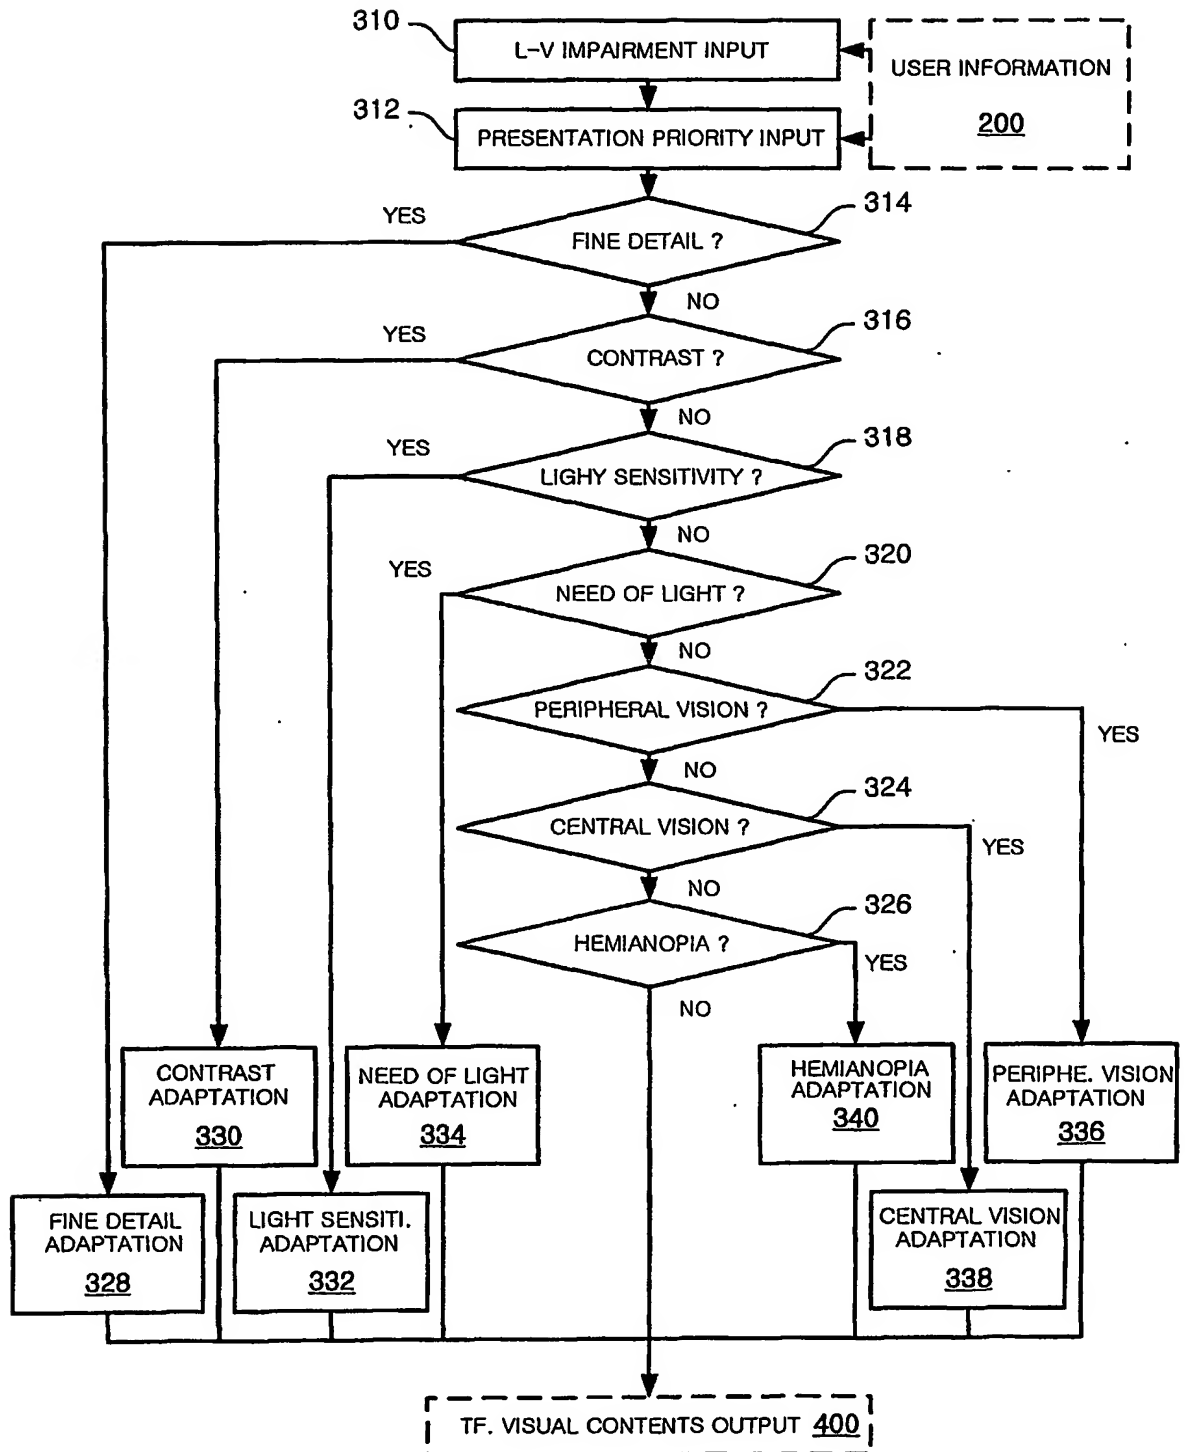 310
L-V IMPAIRMENT INPUT
USER INFORMATION
200
312
PRESENTATION PRIORITY INPUT
314
YES
FINE DETAIL ?
NO
316
YES
CONTRAST ?
NO
318
YES
LIGHY SENSITIVITY ?
NO
320
YES
NEED OF LIGHT ?
NO
322
PERIPHERAL VISION ?
YES
NO
324
CENTRAL VISION ?
YES
NO
326
HEMIANOPIA ?
YES
NO
CONTRAST
ADAPTATION
330
NEED OF LIGHT
ADAPTATION
334
HEMIANOPIA
ADAPTATION
340
PERIPHE. VISION
ADAPTATION
336
FINE DETAIL
ADAPTATION
328
LIGHT SENSITI.
ADAPTATION
332
CENTRAL VISION
ADAPTATION
338
TF. VISUAL CONTENTS OUTPUT 400